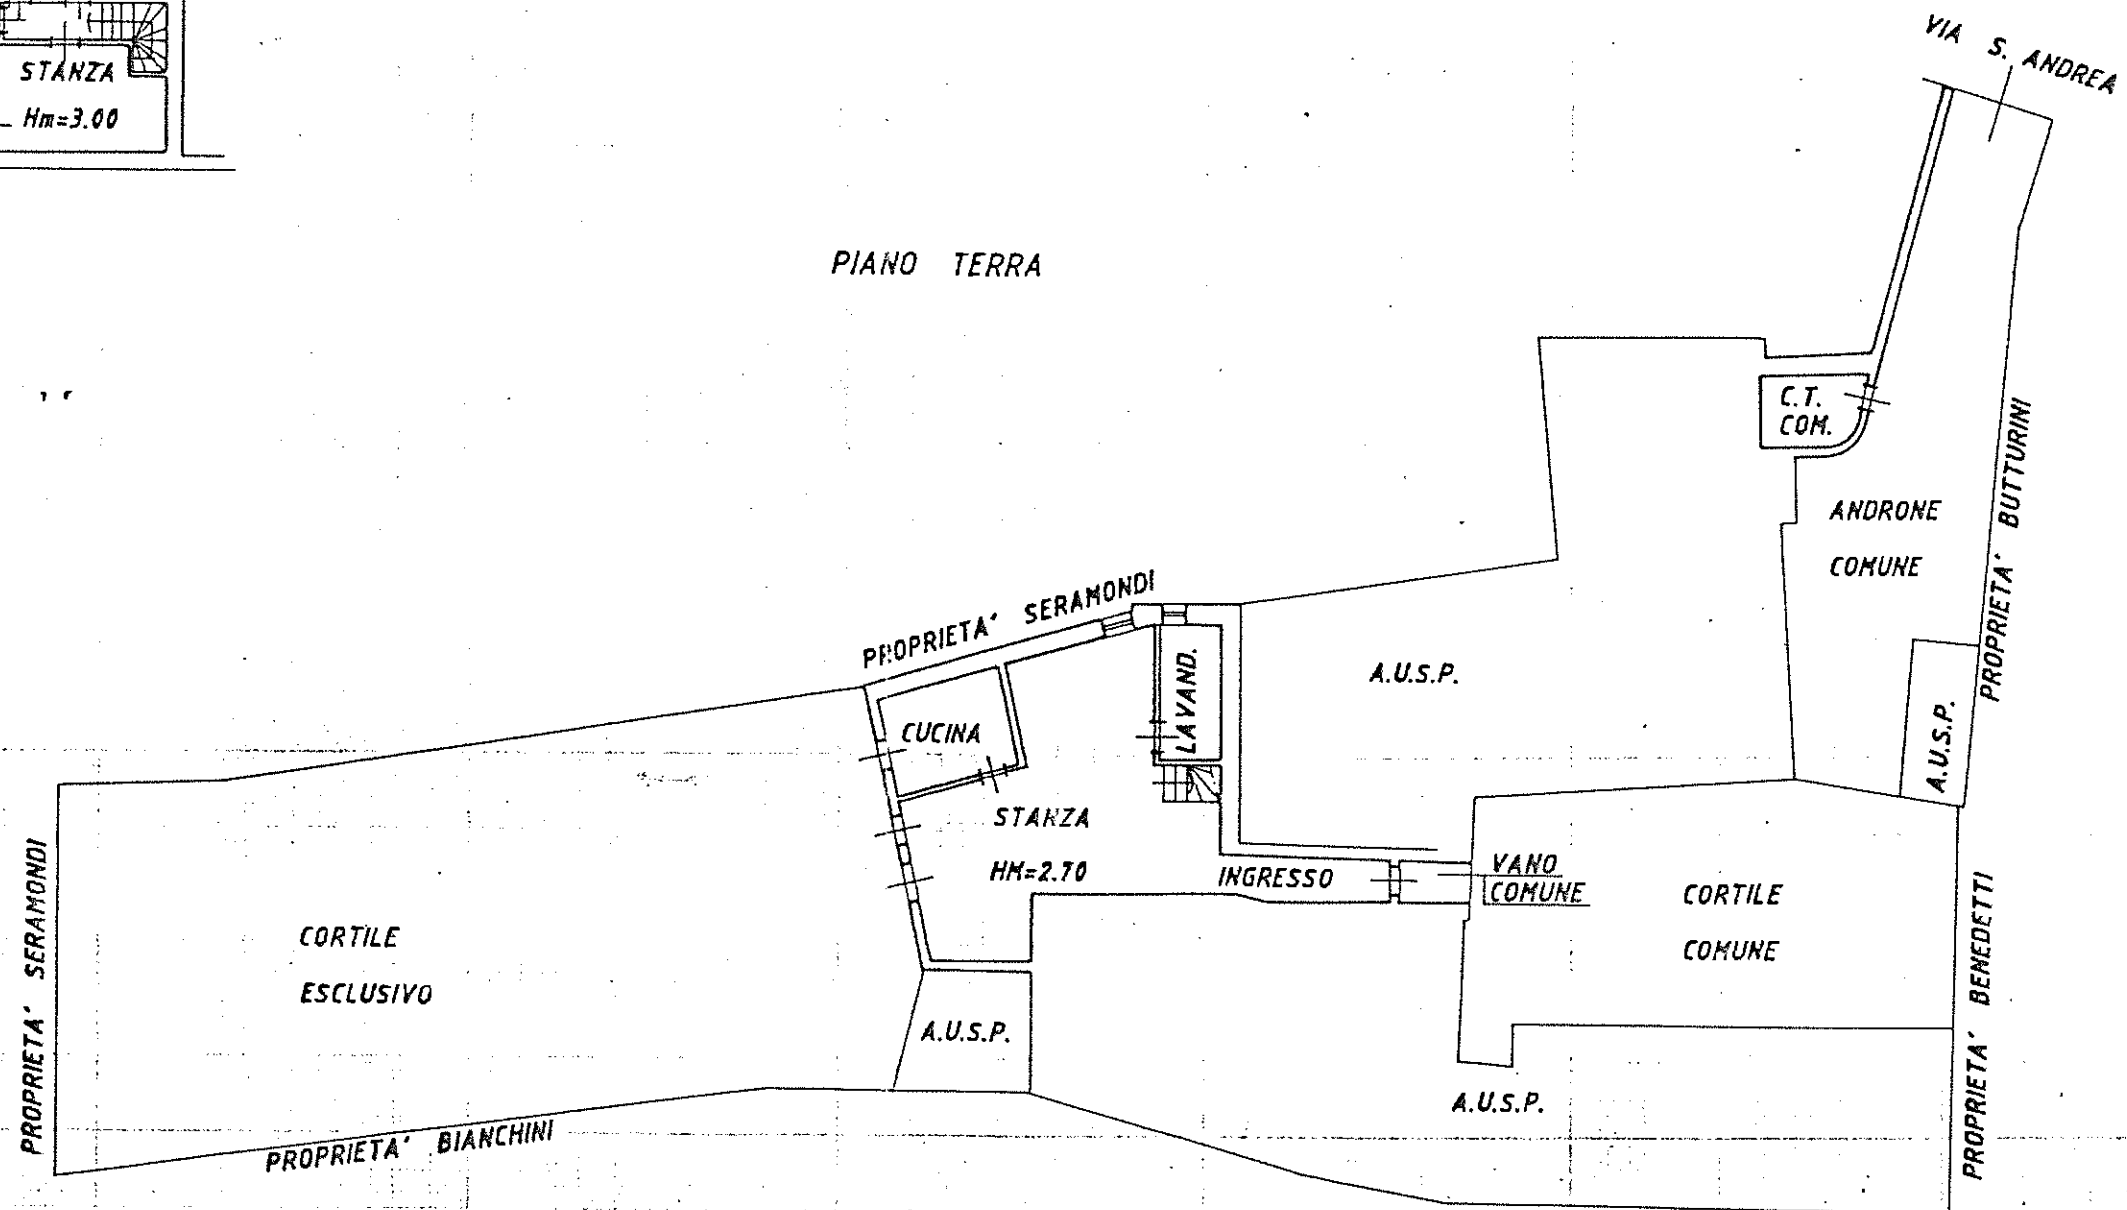 STANZA
Hm=3.00
VIA S. ANDREA
PIANO TERRA
C.T.
COM.
ANDRONE
COMUNE
PROPRIETA' BUTTURINI
PROPRIETA' SERAMONDI
LAVAND.
A.U.S.P.
CUCINA
A.U.S.P.
STANZA
HM=2.70
INGRESSO
VANO
COMUNE
CORTILE
COMUNE
PROPRIETA' SERAMONDI
CORTILE
ESCLUSIVO
PROPRIETA' BENEDETTI
A.U.S.P.
A.U.S.P.
PROPRIETA' BIANCHINI